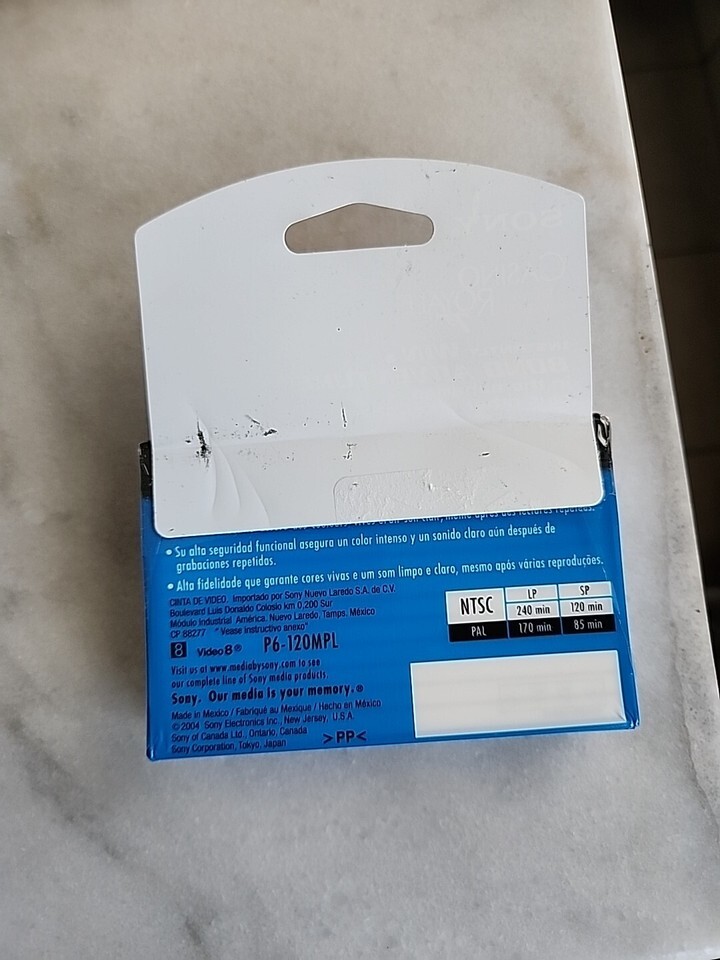 • Su alta seguridad funcional asegura un color intenso y un sonido claro aún después de
grabaciones repetidas.
• Alta fidelidade que garante cores vivas e um som limpo e claro, mesmo após várias reproduções.
CINTA DE VIDEO. Importado por Sony Nuevo Laredo S.A. de C.V.
Boulevard Luis Donaldo Colosio km 0,200 Sur
Módulo Industrial América. Nuevo Laredo, Tamps. México
CP 88277 "Vease instructivo anexo"
8 Video 8® P6-120MPL
Visit us at www.mediabysony.com to see
our complete line of Sony media products.
Sony. Our media is your memory.®
Made in Mexico / Fabriqué au Mexique / Hecho en México
© 2004 Sony Electronics Inc., New Jersey, U.S.A.
Sony of Canada Ltd., Ontario, Canada
Sony Corporation, Tokyo, Japan
>PP<
NTSC LP SP
240 min 120 min
PAL 170 min 85 min